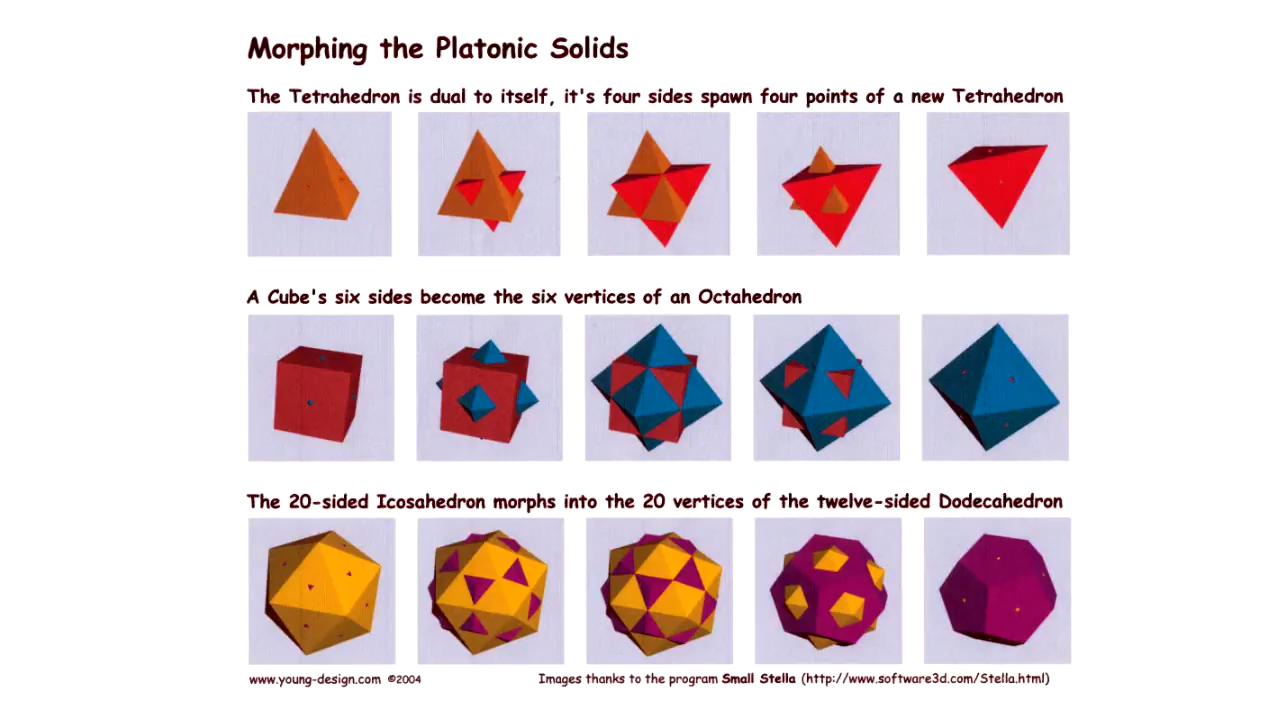 Morphing the Platonic Solids
The Tetrahedron is dual to itself, it's four sides spawn four points of a new Tetrahedron
A Cube's six sides become the six vertices of an Octahedron
The 20-sided Icosahedron morphs into the 20 vertices of the twelve-sided Dodecahedron
www.young-design.com ©2004
Images thanks to the program Small Stella (http://www.software3d.com/Stella.html)